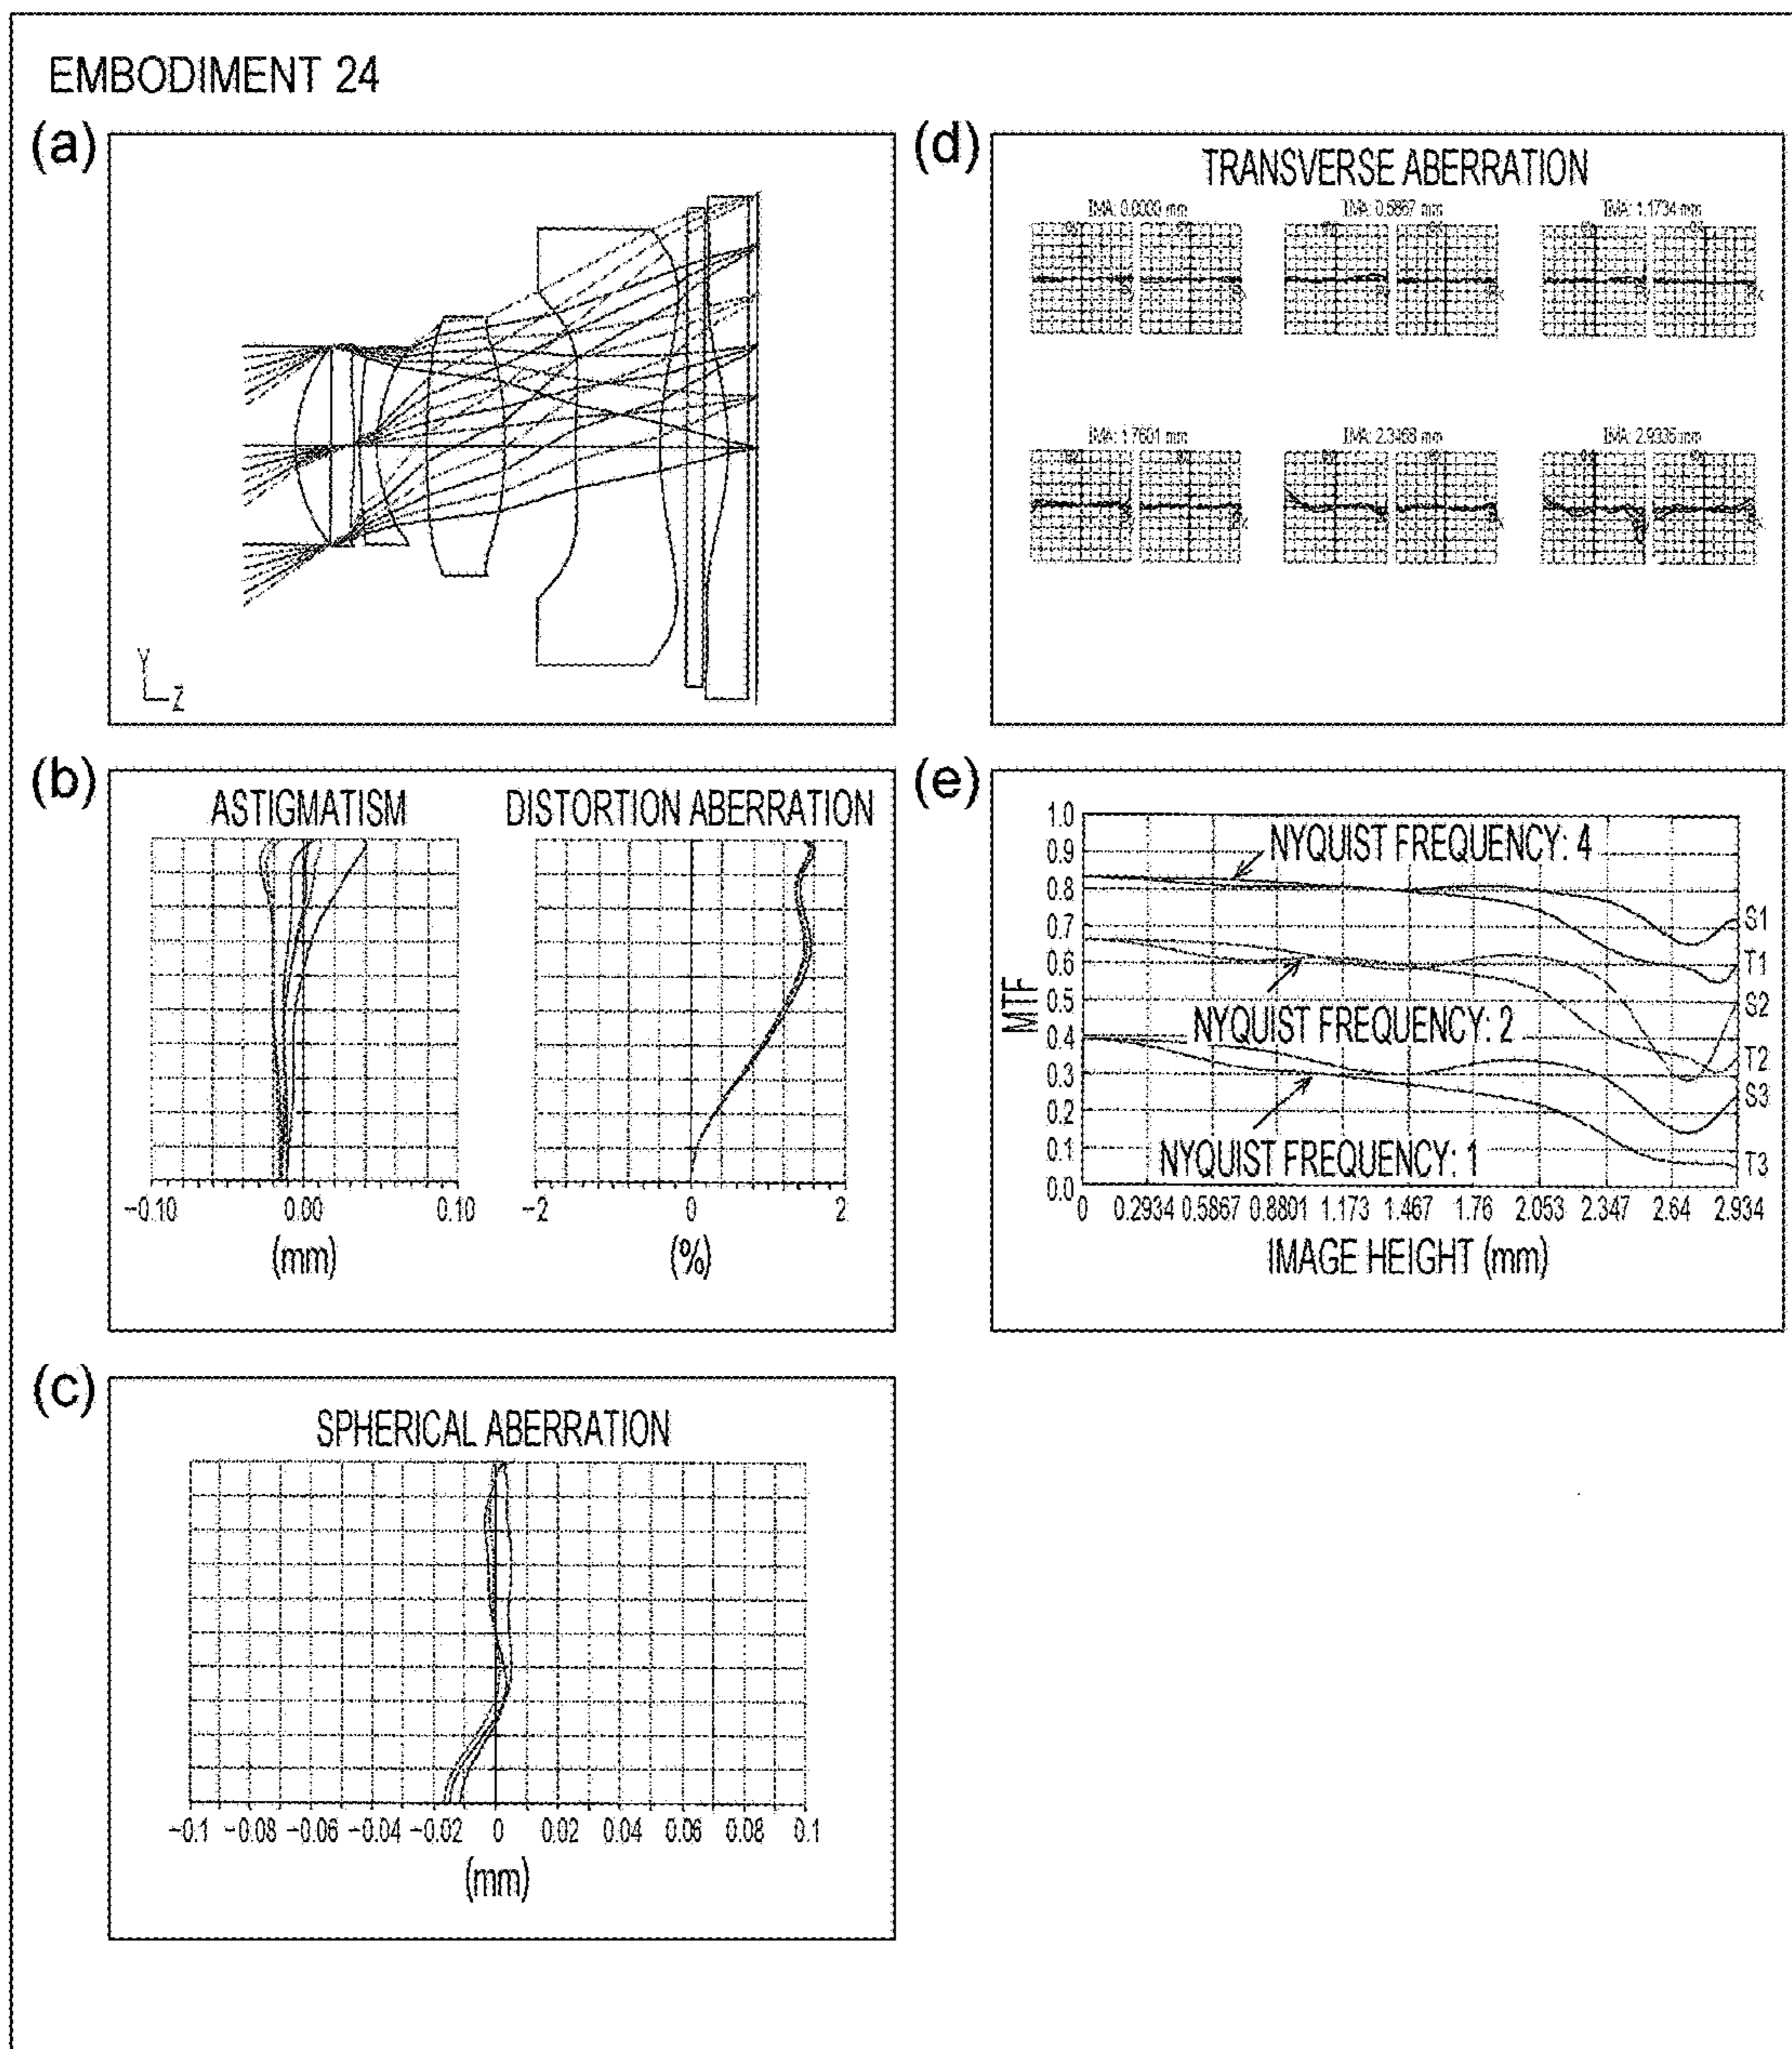 EMBODIMENT 24
(a)
Y
Z
(b)
ASTIGMATISM
-0.10 0.00 0.10
(mm)
DISTORTION ABERRATION
-2 0 2
(%)
(c)
SPHERICAL ABERRATION
-0.1 -0.08 -0.06 -0.04 -0.02 0 0.02 0.04 0.06 0.08 0.1
(mm)
(d)
TRANSVERSE ABERRATION
IMA: 0.0000 mm
IMA: 0.5867 mm
IMA: 1.1734 mm
IMA: 1.7601 mm
IMA: 2.3468 mm
IMA: 2.9335 mm
(e)
1.0
0.9
0.8
0.7
0.6
0.5
0.4
0.3
0.2
0.1
0.0
MTF
NYQUIST FREQUENCY: 4
NYQUIST FREQUENCY: 2
NYQUIST FREQUENCY: 1
S1
T1
S2
T2
S3
T3
0 0.2934 0.5867 0.8801 1.173 1.467 1.76 2.053 2.347 2.64 2.934
IMAGE HEIGHT (mm)